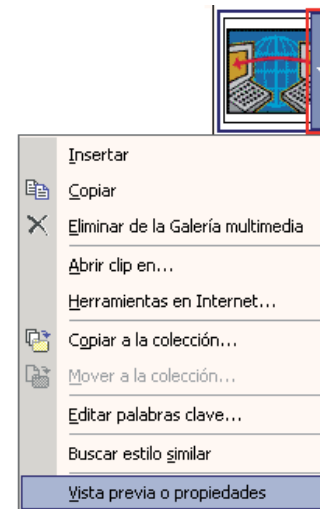 Insertar
Copiar
Eliminar de la Galería multimedia
Abrir clip en...
Herramientas en Internet...
Copiar a la colección...
Mover a la colección...
Editar palabras clave...
Buscar estilo similar
Vista previa o propiedades